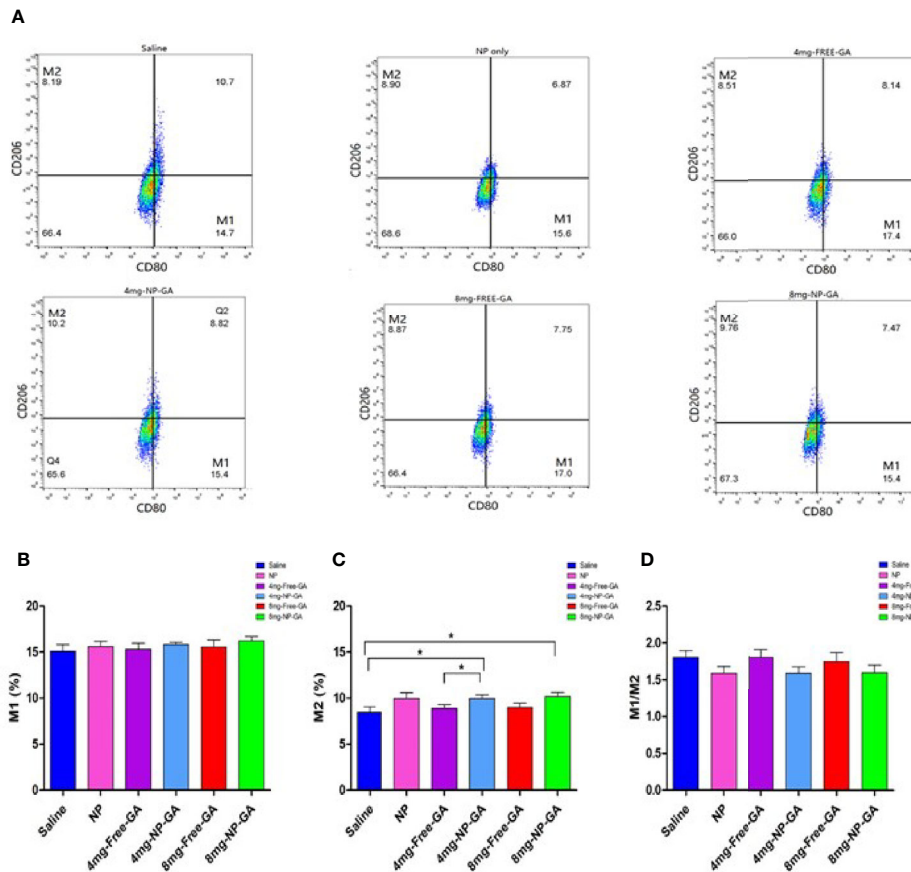 A
Saline
M2
8.19
10.7
CD206
66.4
M1
14.7
CD80
NP only
M2
8.90
6.87
CD206
68.6
M1
15.6
CD80
4mg-FREE-GA
M2
8.51
8.14
CD206
66.0
M1
17.4
CD80
4mg-NP-GA
M2
10.2
Q2
8.82
CD206
Q4
65.6
M1
15.4
CD80
8mg-FREE-GA
M2
8.87
7.75
CD206
66.4
M1
17.0
CD80
8mg-NP-GA
M2
9.76
7.47
CD206
67.3
M1
15.4
CD80
B
Saline
NP
4mg-Free-GA
4mg-NP-GA
8mg-Free-GA
8mg-NP-GA
M1 (%)
20
15
10
5
0
Saline
NP
4mg-Free-GA
4mg-NP-GA
8mg-Free-GA
8mg-NP-GA
C
Saline
NP
4mg-Free-GA
4mg-NP-GA
8mg-Free-GA
8mg-NP-GA
M2 (%)
20
15
10
5
0
*
*
*
Saline
NP
4mg-Free-GA
4mg-NP-GA
8mg-Free-GA
8mg-NP-GA
D
Saline
NP
4mg-F
4mg-N
8mg-F
8mg-N
M1/M2
2.5
2.0
1.5
1.0
0.5
0.0
Saline
NP
4mg-Free-GA
4mg-NP-GA
8mg-Free-GA
8mg-NP-GA